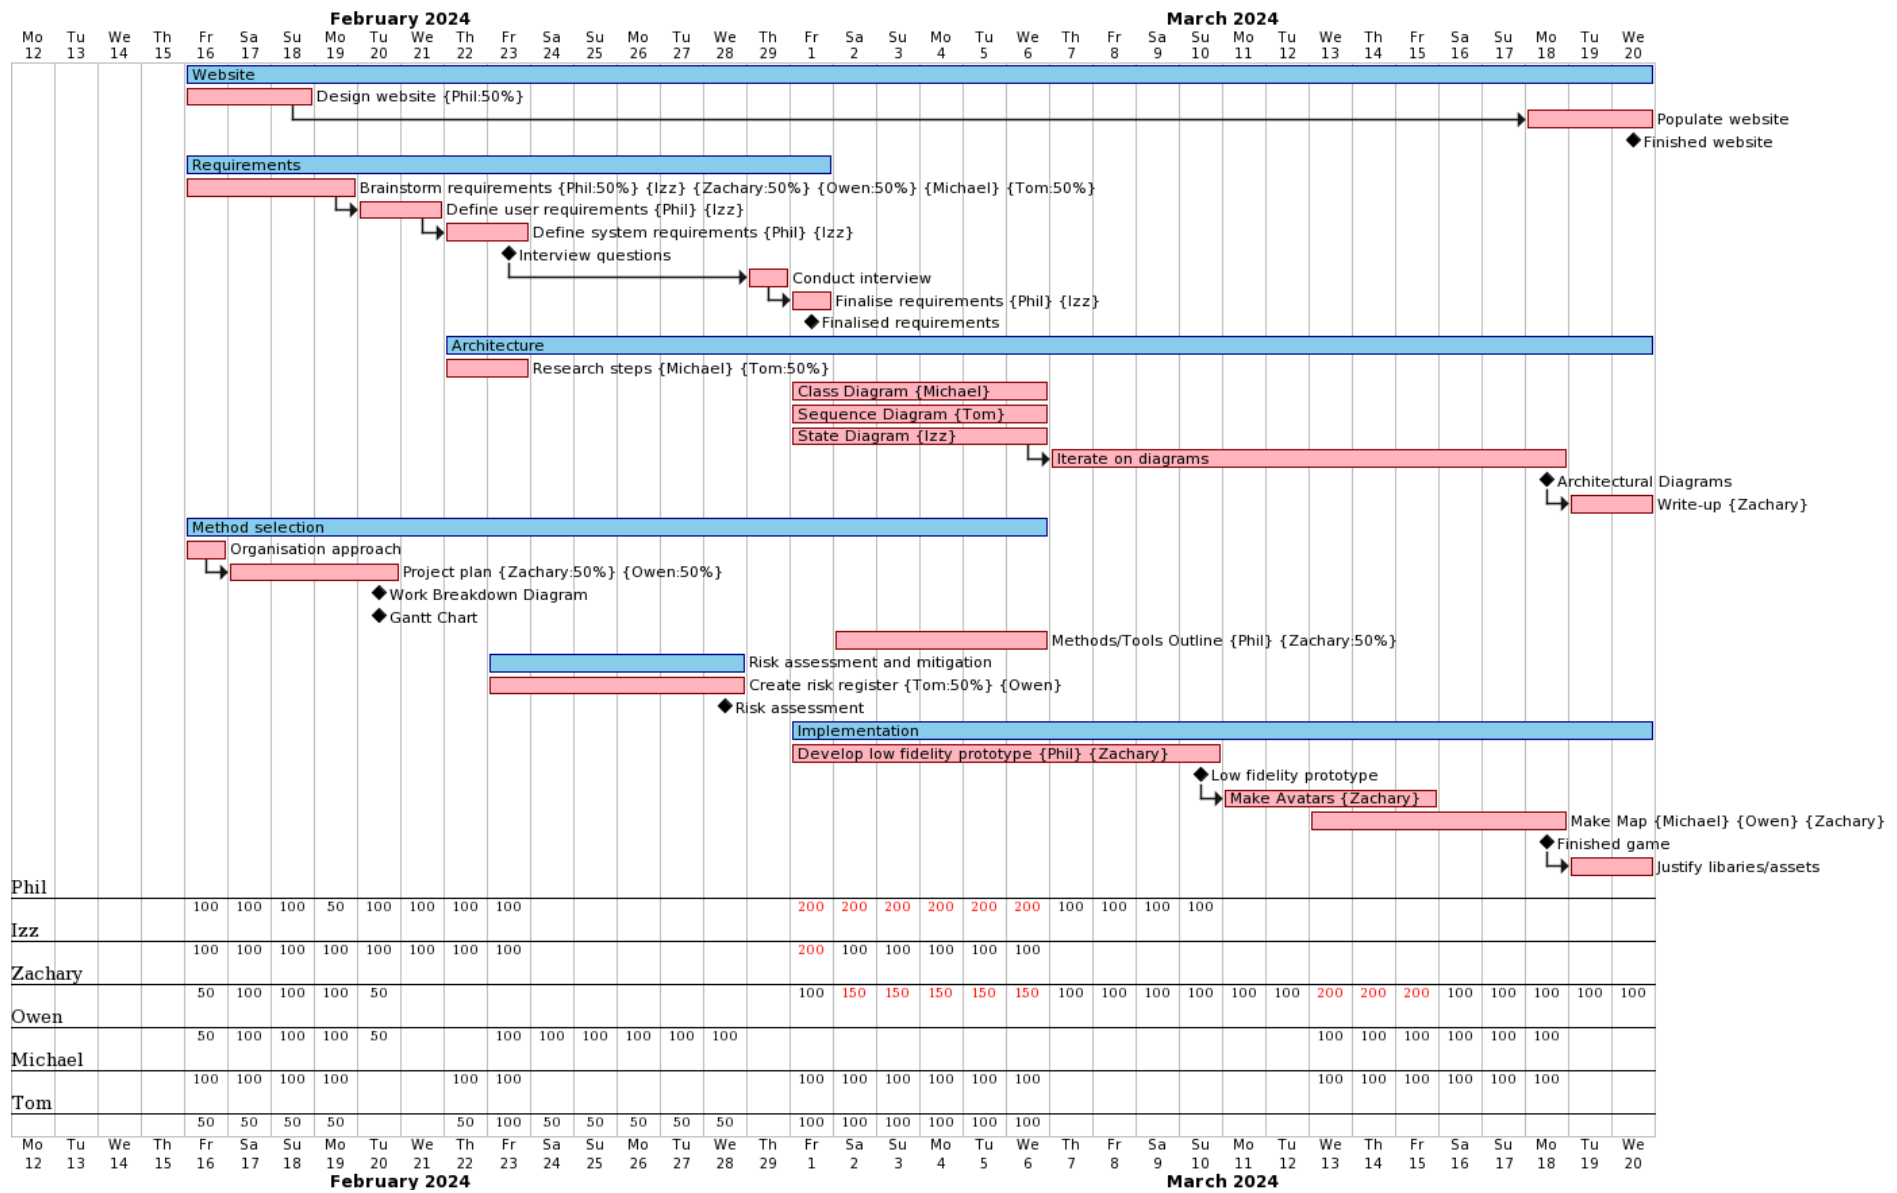 February 2024 March 2024
Mo Tu We Th Fr Sa Su Mo Tu We Th Fr Sa Su Mo Tu We Th Fr Sa Su Mo Tu We Th Fr Sa Su Mo Tu We Th Fr Sa Su Mo Tu We
12 13 14 15 16 17 18 19 20 21 22 23 24 25 26 27 28 29 1 2 3 4 5 6 7 8 9 10 11 12 13 14 15 16 17 18 19 20
Website
Design website {Phil:50%}
Populate website
Finished website
Requirements
Brainstorm requirements {Phil:50%} {Izz} {Zachary:50%} {Owen:50%} {Michael} {Tom:50%}
Define user requirements {Phil} {Izz}
Define system requirements {Phil} {Izz}
Interview questions
Conduct interview
Finalise requirements {Phil} {Izz}
Finalised requirements
Architecture
Research steps {Michael} {Tom:50%}
Class Diagram {Michael}
Sequence Diagram {Tom}
State Diagram {Izz}
Iterate on diagrams
Architectural Diagrams
Write-up {Zachary}
Method selection
Organisation approach
Project plan {Zachary:50%} {Owen:50%}
Work Breakdown Diagram
Gantt Chart
Methods/Tools Outline {Phil} {Zachary:50%}
Risk assessment and mitigation
Create risk register {Tom:50%} {Owen}
Risk assessment
Implementation
Develop low fidelity prototype {Phil} {Zachary}
Low fidelity prototype
Make Avatars {Zachary}
Make Map {Michael} {Owen} {Zachary}
Finished game
Justify libaries/assets
Phil
100 100 100 50 100 100 100 100 200 200 200 200 200 200 100 100 100 100
Izz
100 100 100 100 100 100 100 100 200 100 100 100 100 100
Zachary
50 100 100 100 50 100 150 150 150 150 150 100 100 100 100 100 100 200 200 200 100 100 100 100 100
Owen
50 100 100 100 50 100 100 100 100 100 100 100 100 100 100 100 100
Michael
100 100 100 100 100 100 100 100 100 100 100 100 100 100 100 100 100 100
Tom
50 50 50 50 50 100 50 50 50 50 50 100 100 100 100 100 100
Mo Tu We Th Fr Sa Su Mo Tu We Th Fr Sa Su Mo Tu We Th Fr Sa Su Mo Tu We Th Fr Sa Su Mo Tu We Th Fr Sa Su Mo Tu We
12 13 14 15 16 17 18 19 20 21 22 23 24 25 26 27 28 29 1 2 3 4 5 6 7 8 9 10 11 12 13 14 15 16 17 18 19 20
February 2024 March 2024